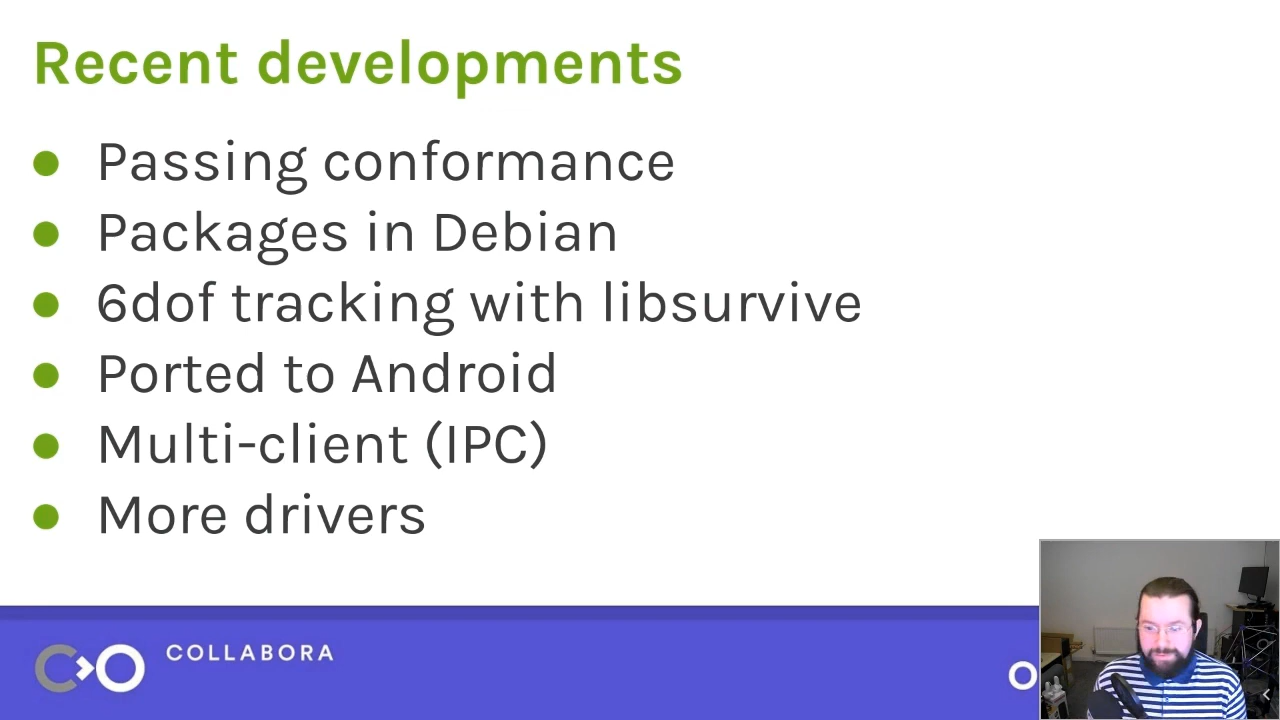 Recent developments
Passing conformance
Packages in Debian
6dof tracking with libsurvive
Ported to Android
Multi-client (IPC)
More drivers
COLLABORA